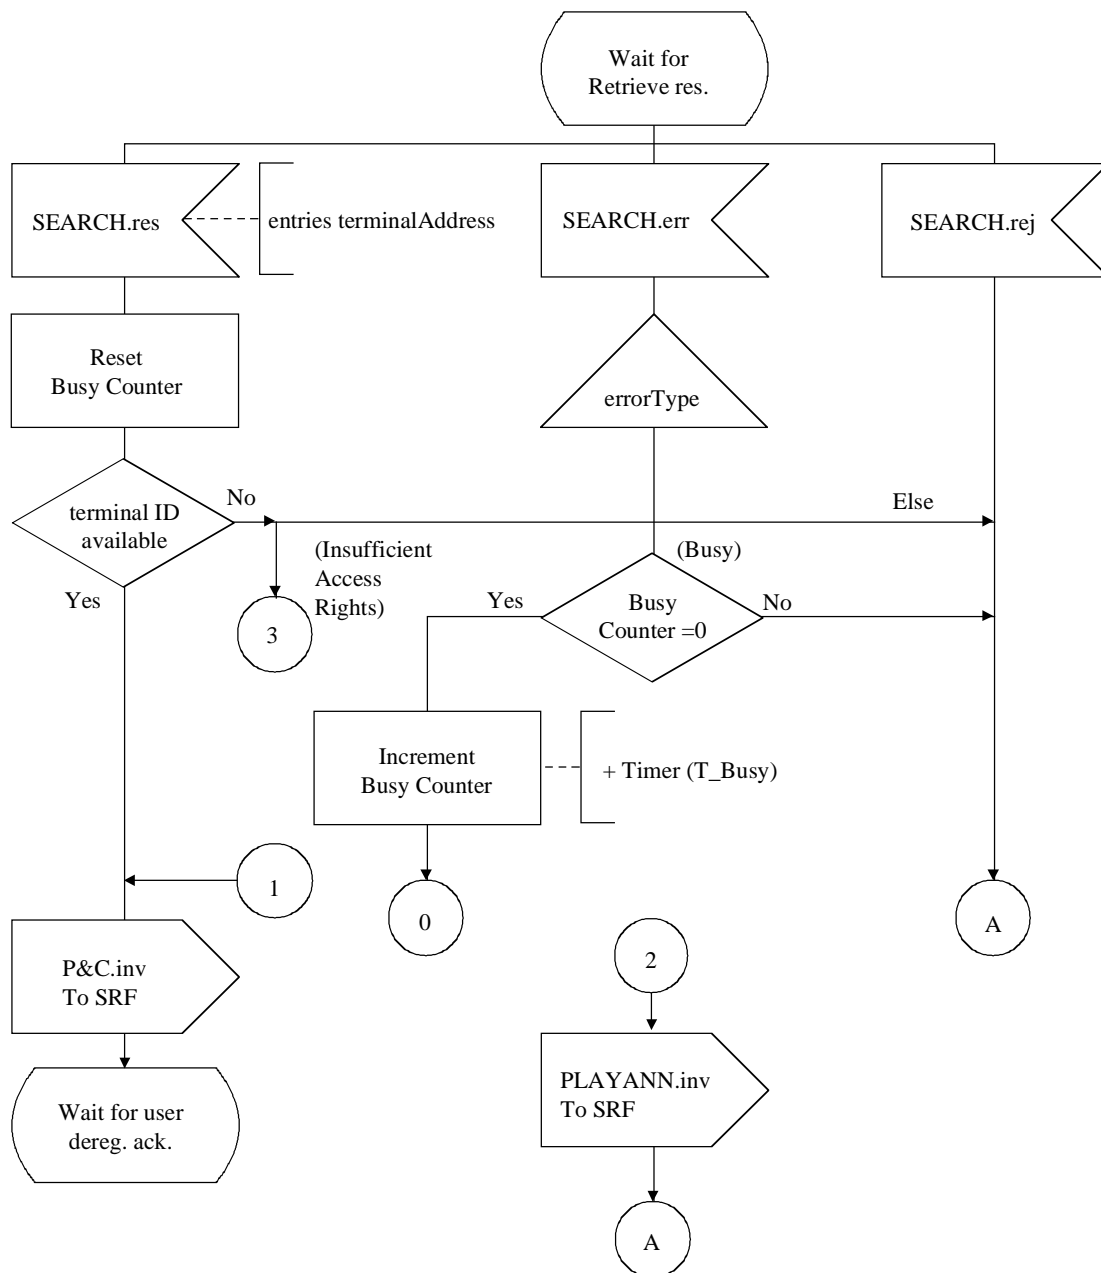 Wait for
Retrieve res.
SEARCH.res
entries terminalAddress
SEARCH.err
SEARCH.rej
Reset
Busy Counter
errorType
terminal ID
available
No
Else
(Insufficient
Access
Rights)
(Busy)
Yes
3
Yes
Busy
Counter =0
No
Increment
Busy Counter
+ Timer (T_Busy)
1
0
A
2
P&C.inv
To SRF
PLAYANN.inv
To SRF
Wait for user
dereg. ack.
A